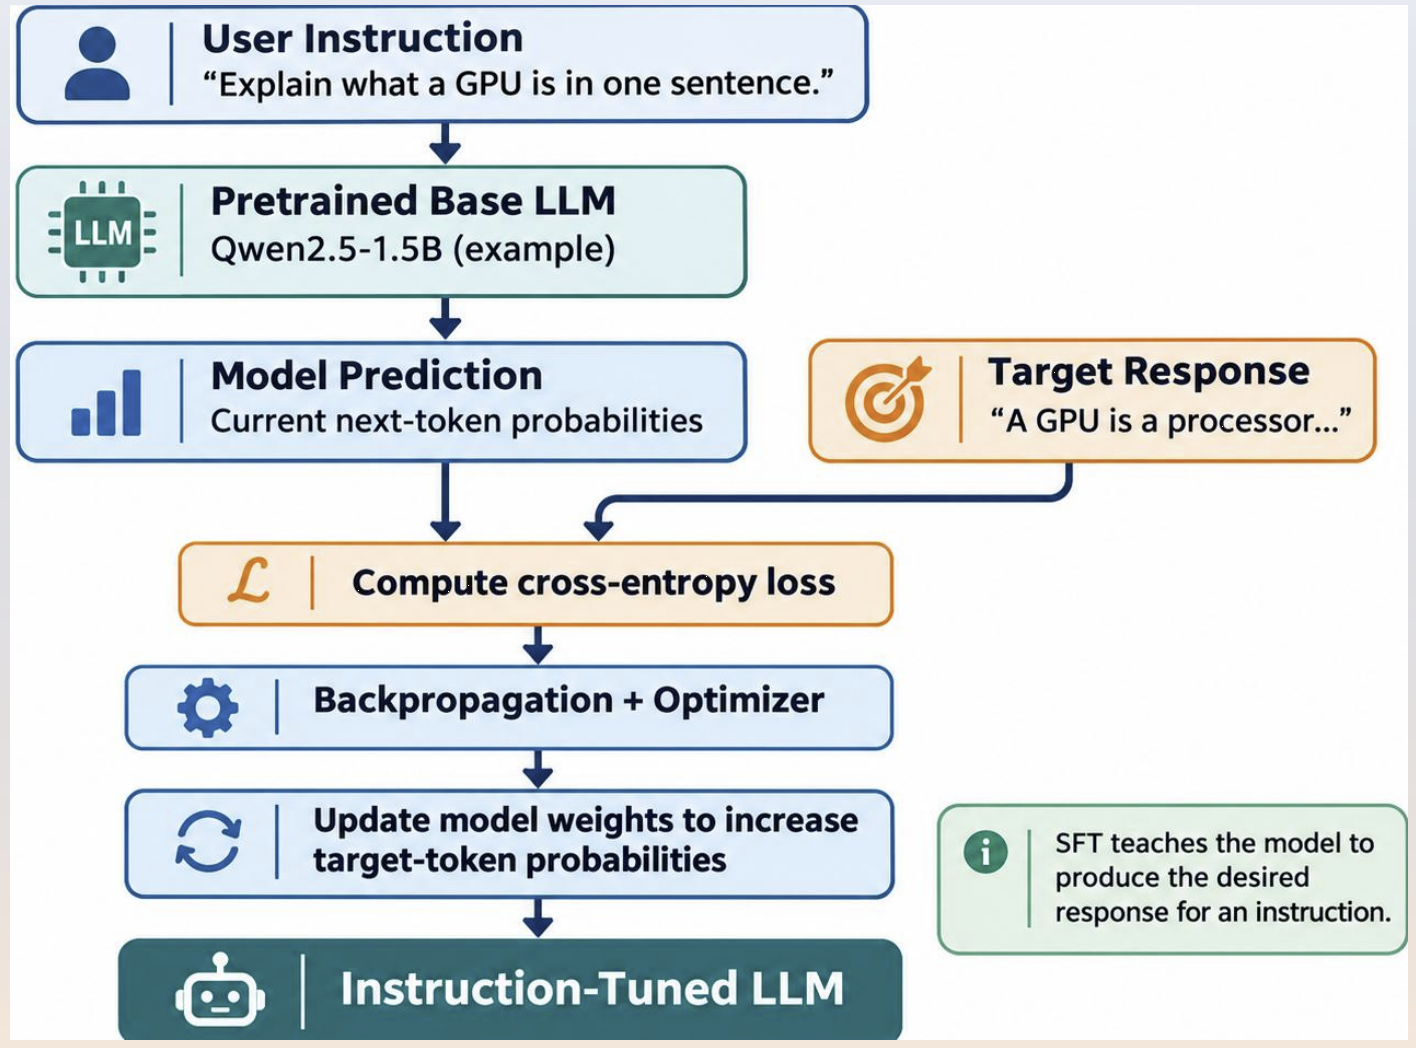 User Instruction
“Explain what a GPU is in one sentence.”
LLM
Pretrained Base LLM
Qwen2.5-1.5B (example)
Model Prediction
Current next-token probabilities
Target Response
“A GPU is a processor...”
ℒ
Compute cross-entropy loss
Backpropagation + Optimizer
Update model weights to increase
target-token probabilities
i
SFT teaches the model to
produce the desired
response for an instruction.
Instruction-Tuned LLM